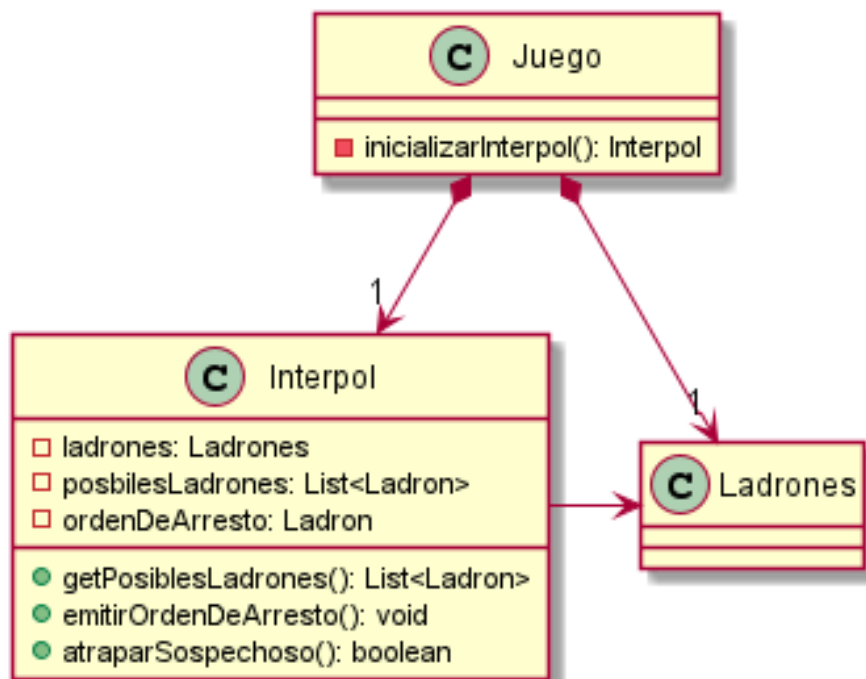 C Juego
inicializarInterpol(): Interpol
1
1
C Interpol
ladrones: Ladrones
posbilesLadrones: List<Ladron>
ordenDeArresto: Ladron
getPosiblesLadrones(): List<Ladron>
emitirOrdenDeArresto(): void
atraparSospechoso(): boolean
C Ladrones